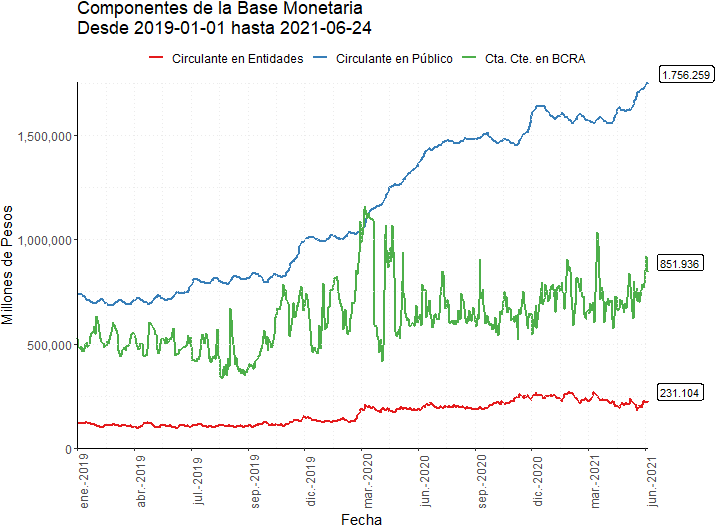 Componentes de la Base Monetaria
Desde 2019-01-01 hasta 2021-06-24
Circulante en Entidades Circulante en Público Cta. Cte. en BCRA
Millones de Pesos
1,500,000
1,000,000
500,000
0
1.756.259
851.936
231.104
ene.-2019
abr.-2019
jul.-2019
sep.-2019
dic.-2019
mar.-2020
jun.-2020
sep.-2020
dic.-2020
mar.-2021
jun.-2021
Fecha